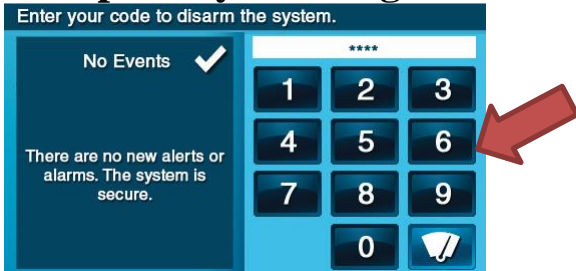 Enter your code to disarm the system.
No Events
****
1 2 3
4 5 6
There are no new alerts or
alarms. The system is
secure.
7 8 9
0